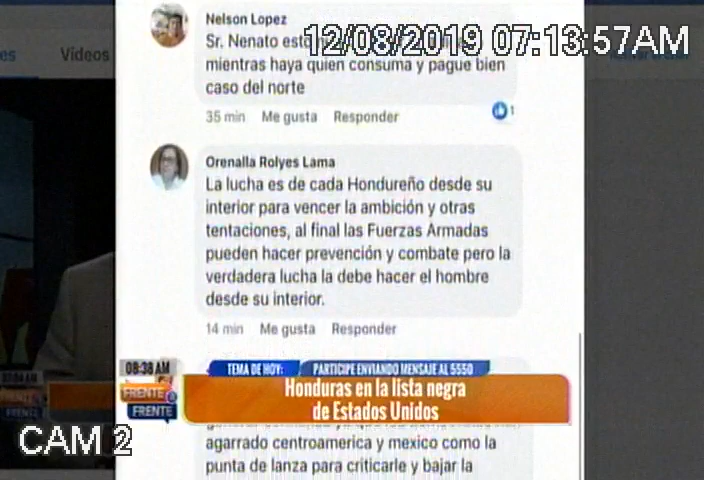 Nelson Lopez
12/08/2019 07:13:57AM
Sr. Nenato
mientras haya quien consuma y pague bien
caso del norte
35 min Me gusta Responder
1
Videos
Orenalla Rolyes Lama
La lucha es de cada Hondureño desde su
interior para vencer la ambición y otras
tentaciones, al final las Fuerzas Armadas
pueden hacer prevención y combate pero la
verdadera lucha la debe hacer el hombre
desde su interior.
14 min Me gusta Responder
08:38 AM
TEMA DE HOY: PARTICIPE ENVIANDO MENSAJE AL 5550
FRENTE a
FRENTE
Honduras en la lista negra
de Estados Unidos
CAM 2
agarrado centroamerica y mexico como la
punta de lanza para criticarle y bajar la